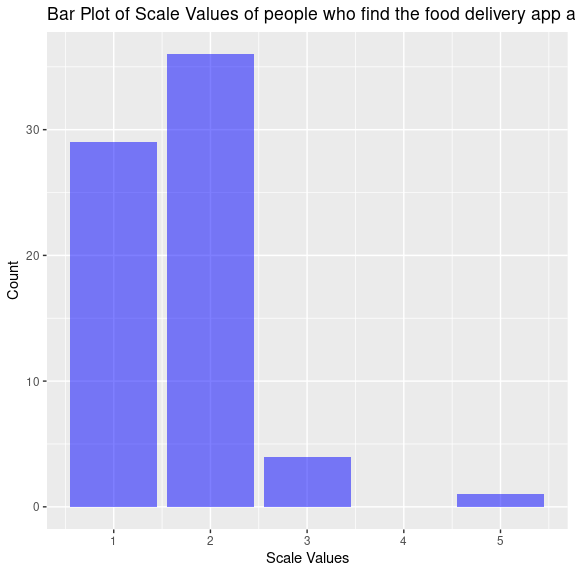 Bar Plot of Scale Values of people who find the food delivery app a
30
20
10
0
Count
1 2 3 4 5
Scale Values